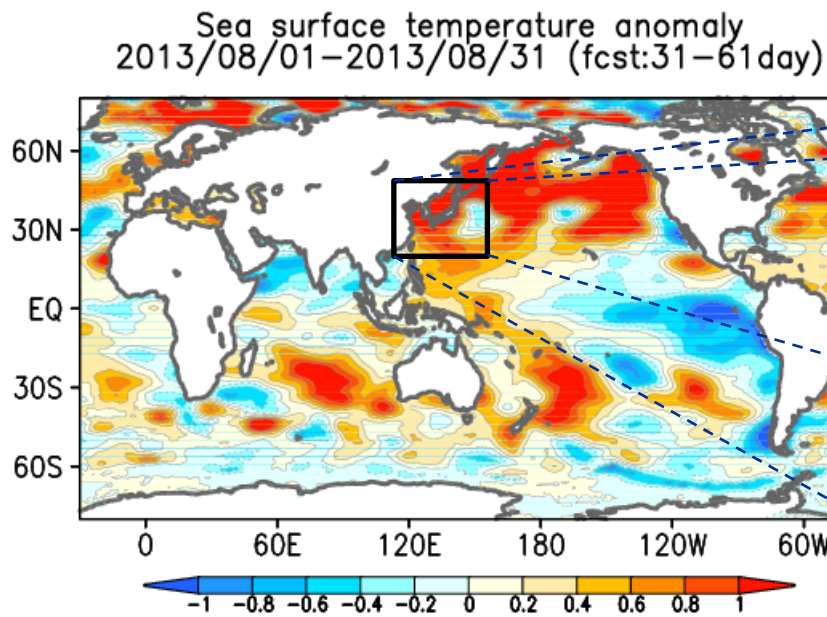 Sea surface temperature anomaly
2013/08/01-2013/08/31 (fcst:31-61day)
60N
30N
EQ
30S
60S
0 60E 120E 180 120W 60W
-1 -0.8 -0.6 -0.4 -0.2 0 0.2 0.4 0.6 0.8 1